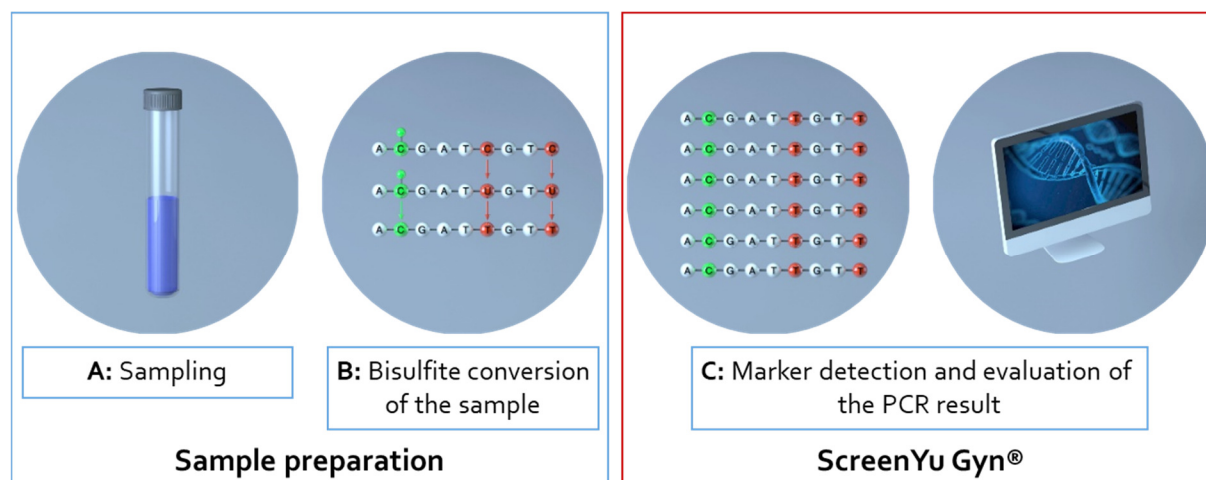 A-C-G-A-T-C-G-T-C
A-C-G-A-T-U-G-T-U
A-C-G-A-T-T-G-T-T
A: Sampling
B: Bisulfite conversion
of the sample
Sample preparation
A-C-G-A-T-T-G-T-T
A-C-G-A-T-T-G-T-T
A-C-G-A-T-T-G-T-T
A-C-G-A-T-T-G-T-T
A-C-G-A-T-T-G-T-T
A-C-G-A-T-T-G-T-T
C: Marker detection and evaluation of
the PCR result
ScreenYu Gyn®